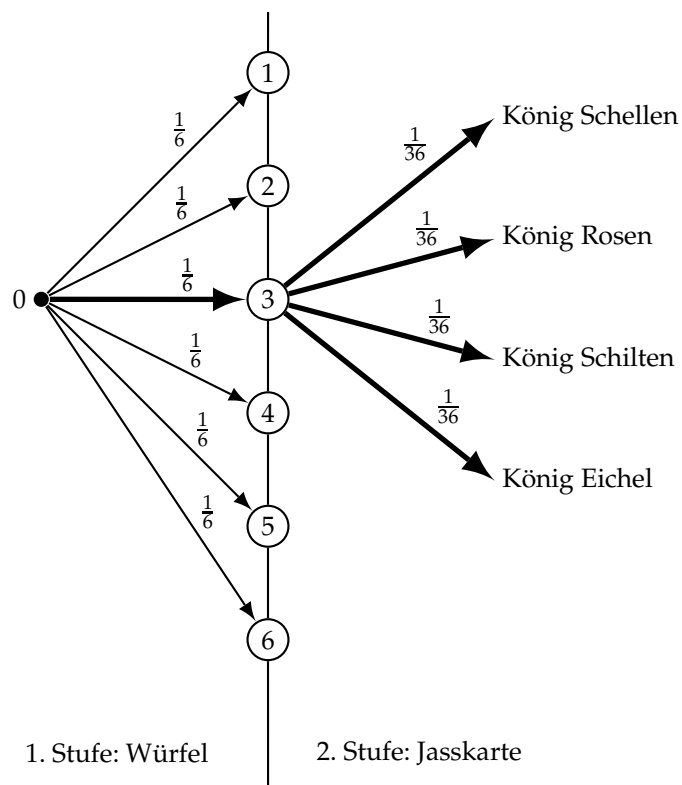 1
König Schellen
1/36
1/6
2
1/6
1/36
König Rosen
1/6
0
3
1/36
König Schilten
1/6
4
1/36
1/6
König Eichel
1/6
5
6
1. Stufe: Würfel
2. Stufe: Jasskarte